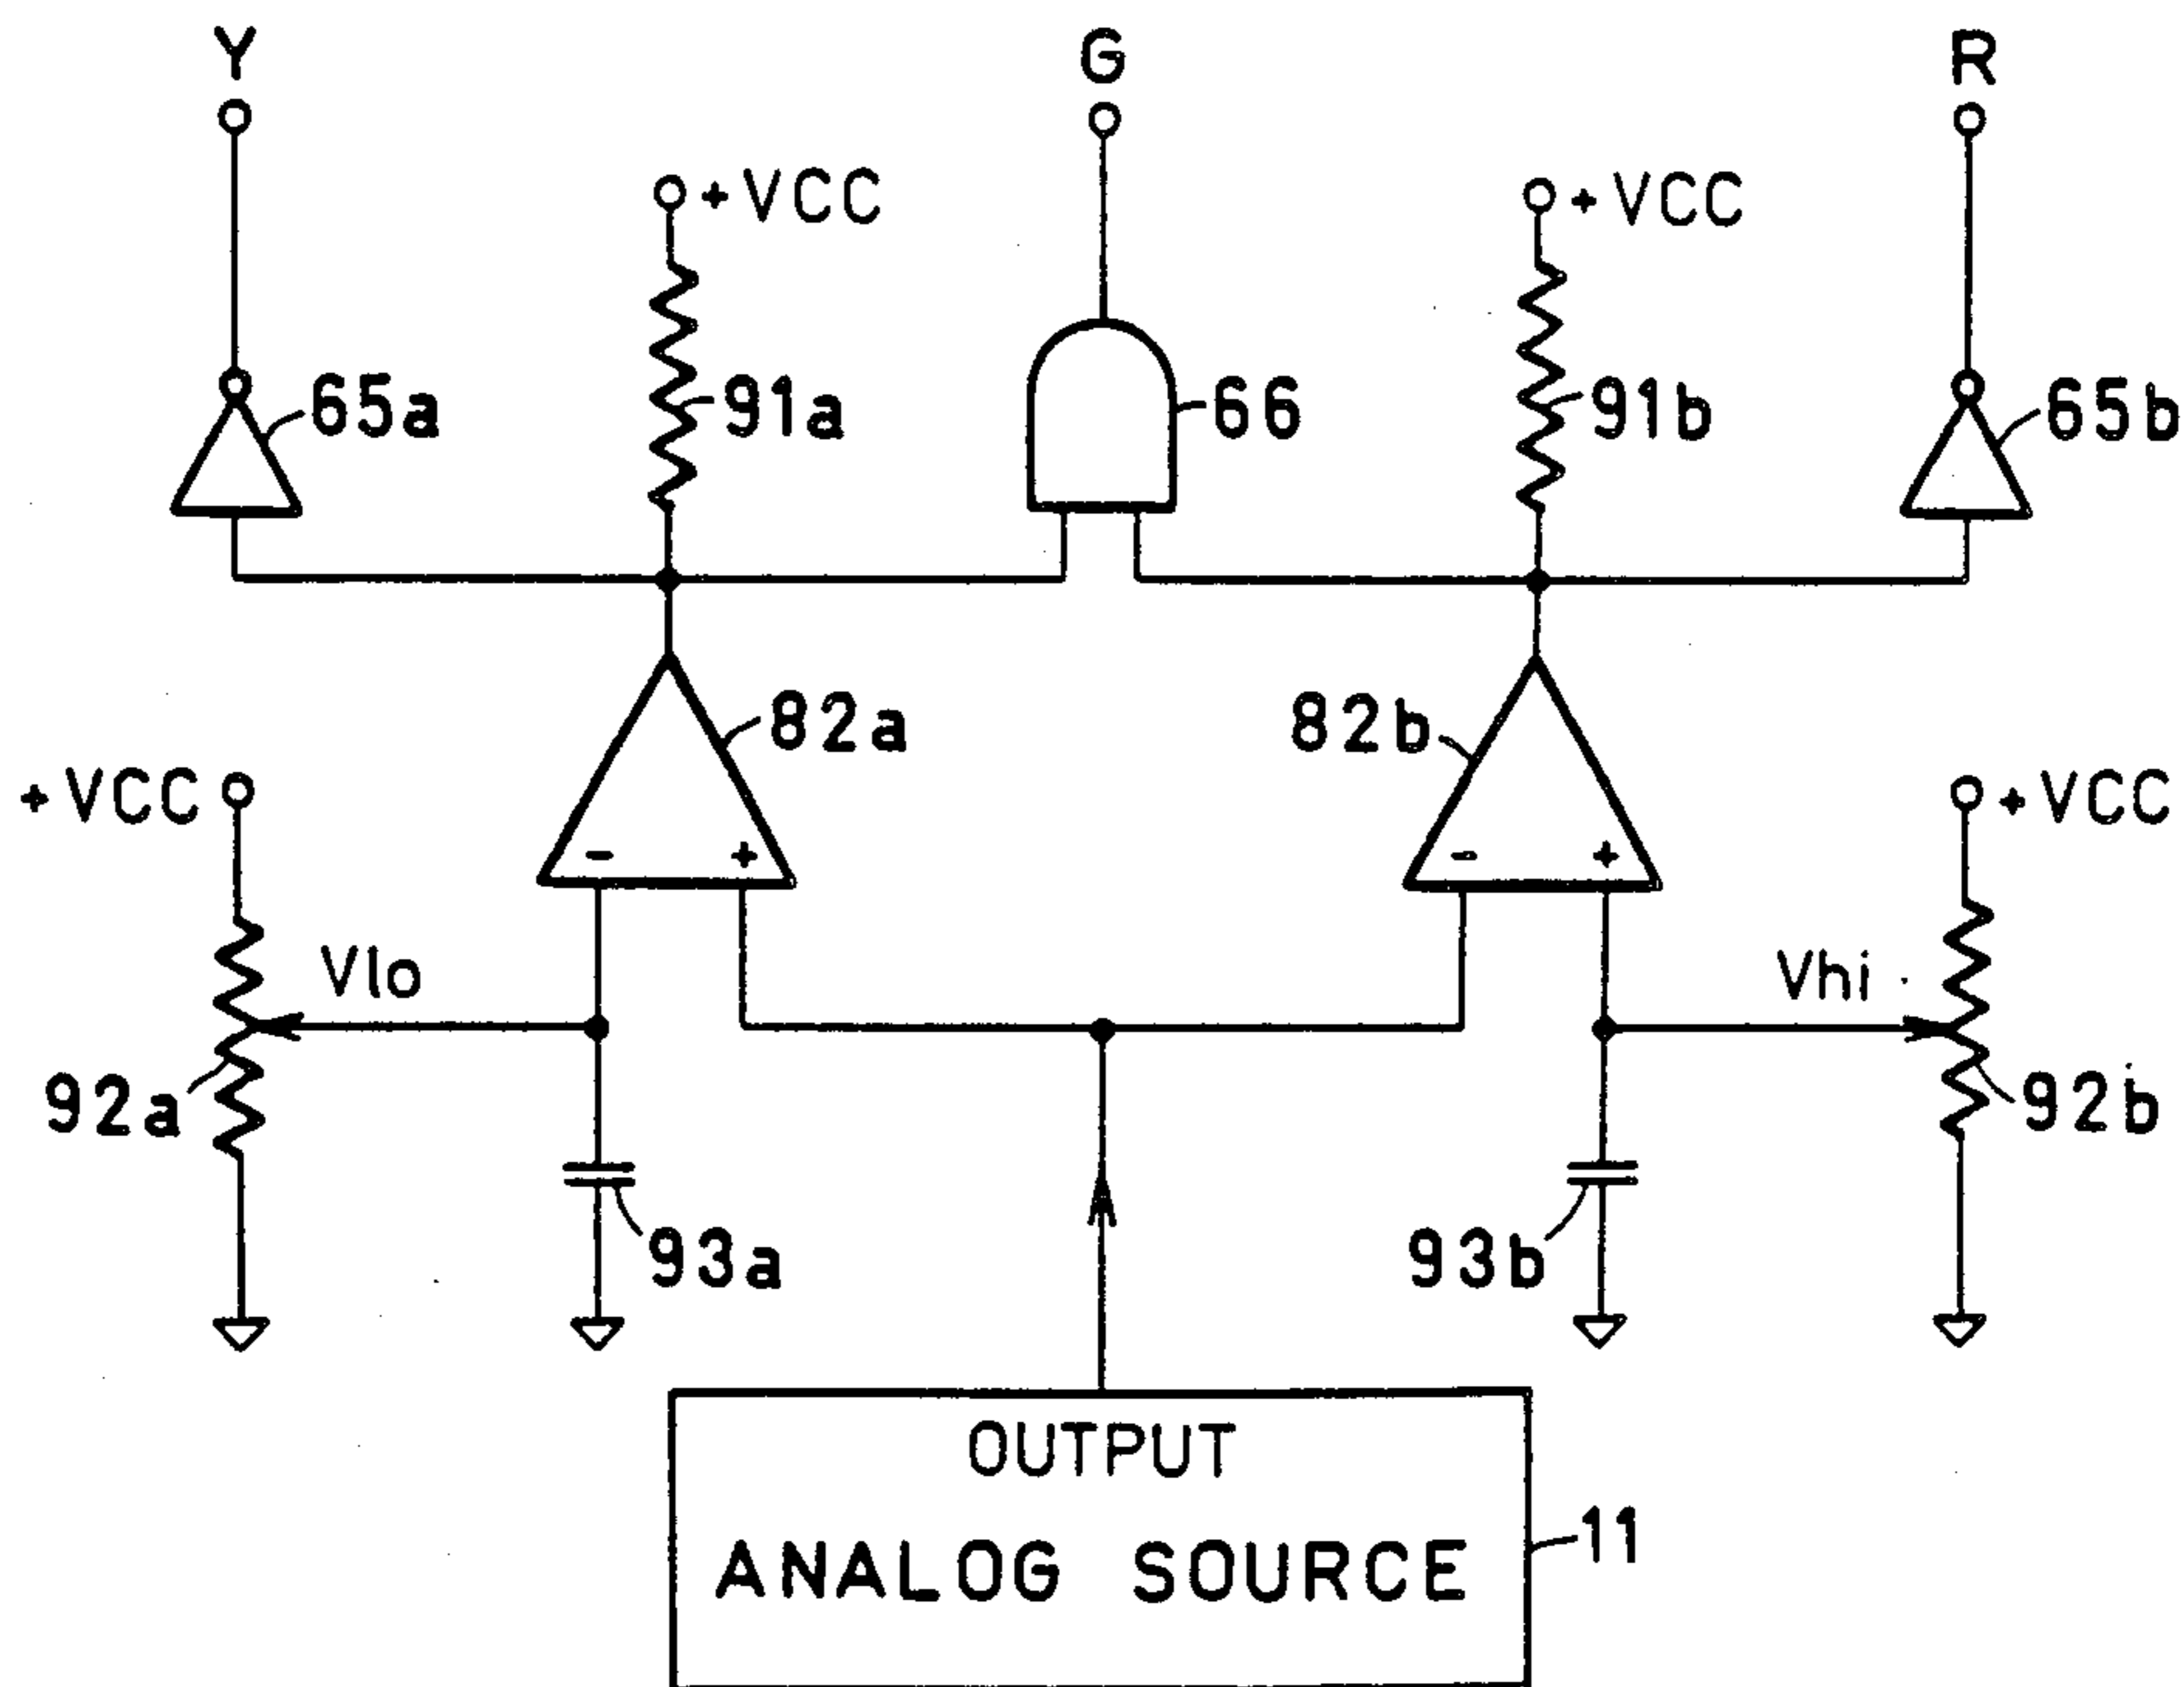 Y
G
R
+VCC
+VCC
65a
91a
66
91b
65b
82a
82b
+VCC
+VCC
- +
- +
Vlo
Vhi
92a
92b
93a
93b
OUTPUT
11
ANALOG SOURCE